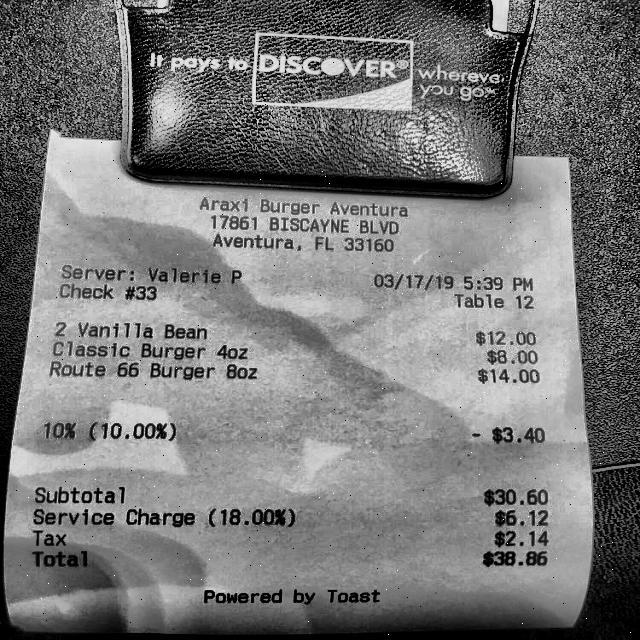 It pays to DISCOVER® wherever you go℠
Araxi Burger Aventura
17861 BISCAYNE BLVD
Aventura, FL 33160
Server: Valerie P 03/17/19 5:39 PM
Check #33 Table 12
2 Vanilla Bean $12.00
Classic Burger 4oz $8.00
Route 66 Burger 8oz $14.00
10% (10.00%) - $3.40
Subtotal $30.60
Service Charge (18.00%) $6.12
Tax $2.14
Total $38.86
Powered by Toast